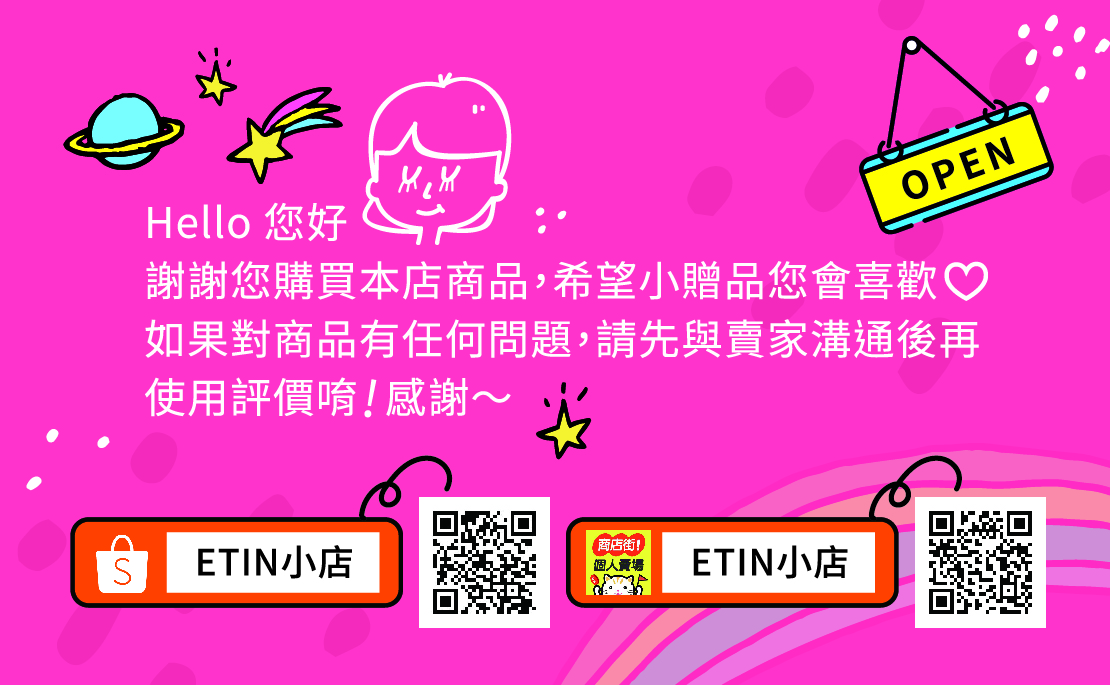 OPEN
Hello 您好
謝謝您購買本店商品，希望小贈品您會喜歡♡
如果對商品有任何問題，請先與賣家溝通後再
使用評價唷！感謝～
S
ETIN小店
商店街!
個人賣場
ETIN小店